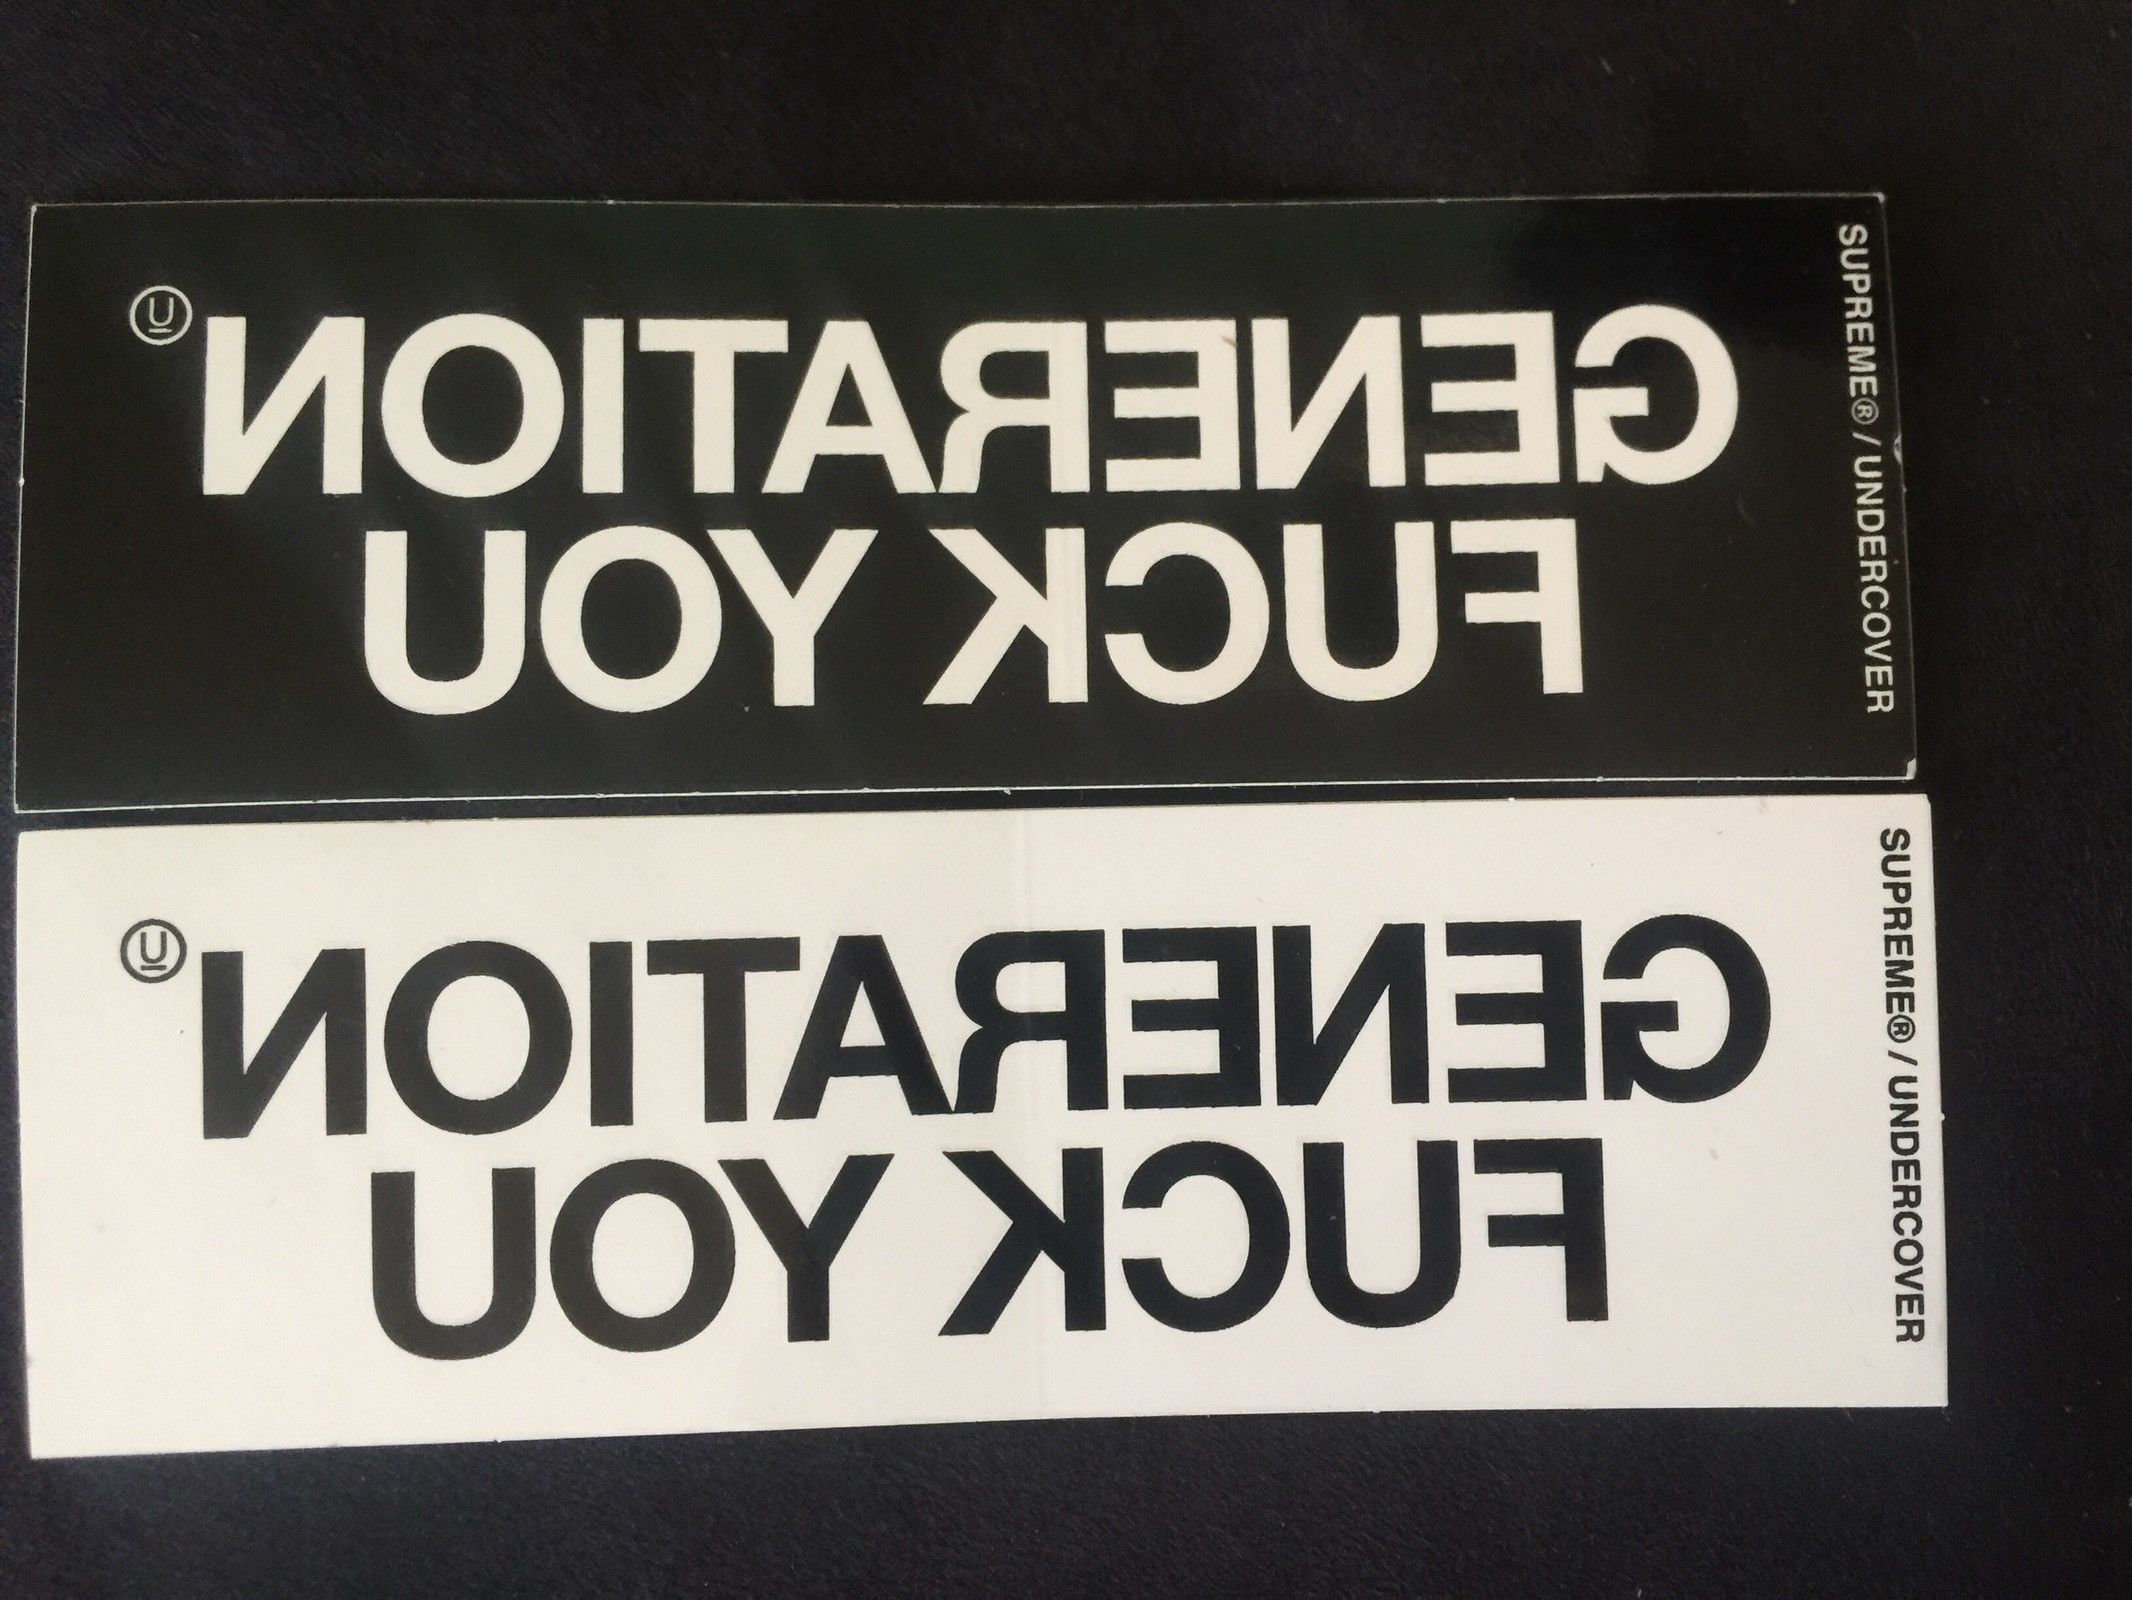 GENERATION
FUCK YOU
SUPREME®/UNDERCOVER
U
GENERATION
FUCK YOU
SUPREME®/UNDERCOVER
U